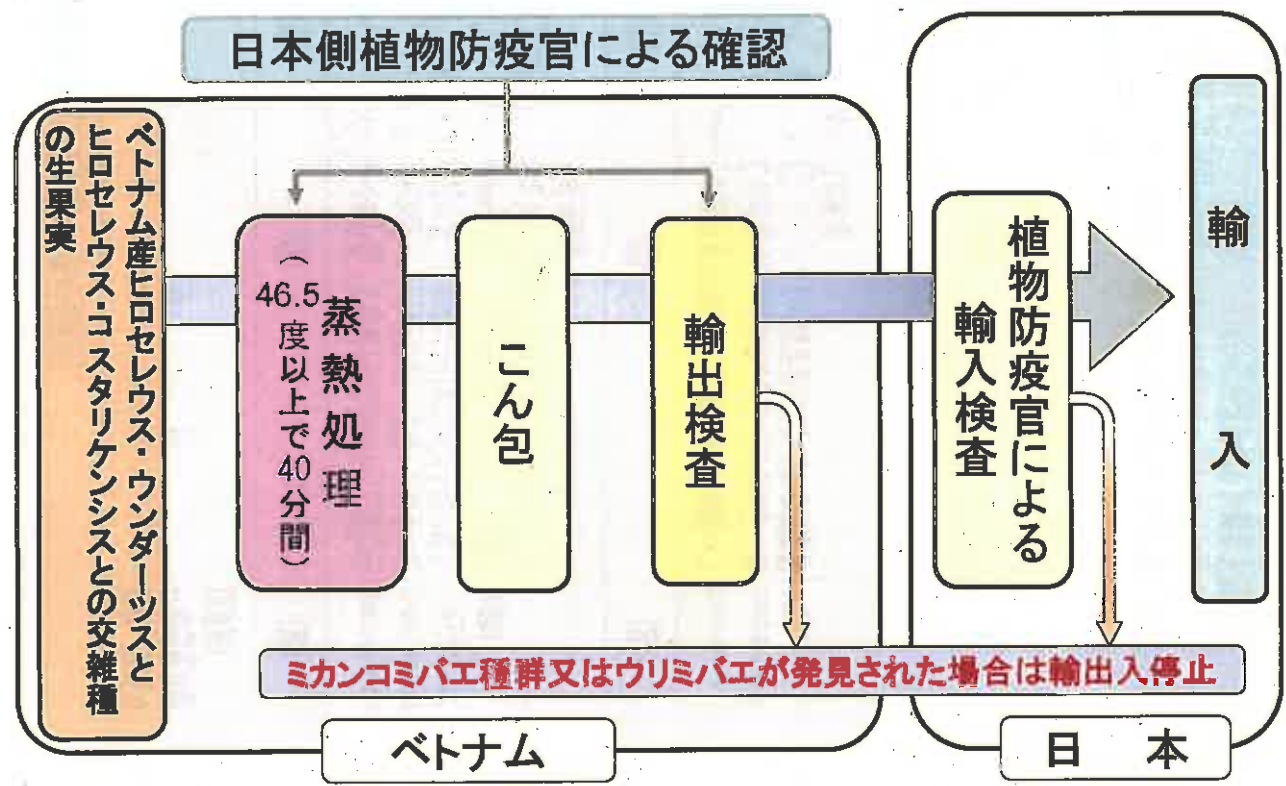 日本側植物防疫官による確認
ベトナム産ヒロセレウス・ウンダーツスと
ヒロセレウス・コスタリケンシスとの交雑種
の生果実
蒸熱処理
（46.5度以上で40分間）
こん包
輸出検査
植物防疫官による
輸入検査
輸入
ミカンコミバエ種群又はウリミバエが発見された場合は輸出入停止
ベトナム
日本